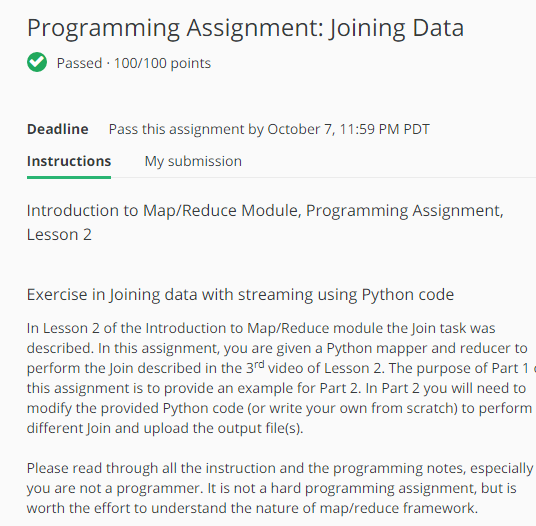 Programming Assignment: Joining Data
Passed · 100/100 points
Deadline Pass this assignment by October 7, 11:59 PM PDT
Instructions My submission
Introduction to Map/Reduce Module, Programming Assignment,
Lesson 2
Exercise in Joining data with streaming using Python code
In Lesson 2 of the Introduction to Map/Reduce module the Join task was
described. In this assignment, you are given a Python mapper and reducer to
perform the Join described in the 3rd video of Lesson 2. The purpose of Part 1
this assignment is to provide an example for Part 2. In Part 2 you will need to
modify the provided Python code (or write your own from scratch) to perform
different Join and upload the output file(s).
Please read through all the instruction and the programming notes, especially
you are not a programmer. It is not a hard programming assignment, but is
worth the effort to understand the nature of map/reduce framework.